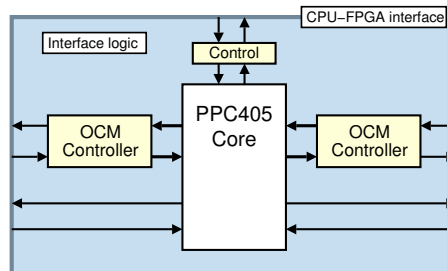 CPU–FPGA interface
Interface logic
Control
PPC405
Core
OCM
Controller
OCM
Controller